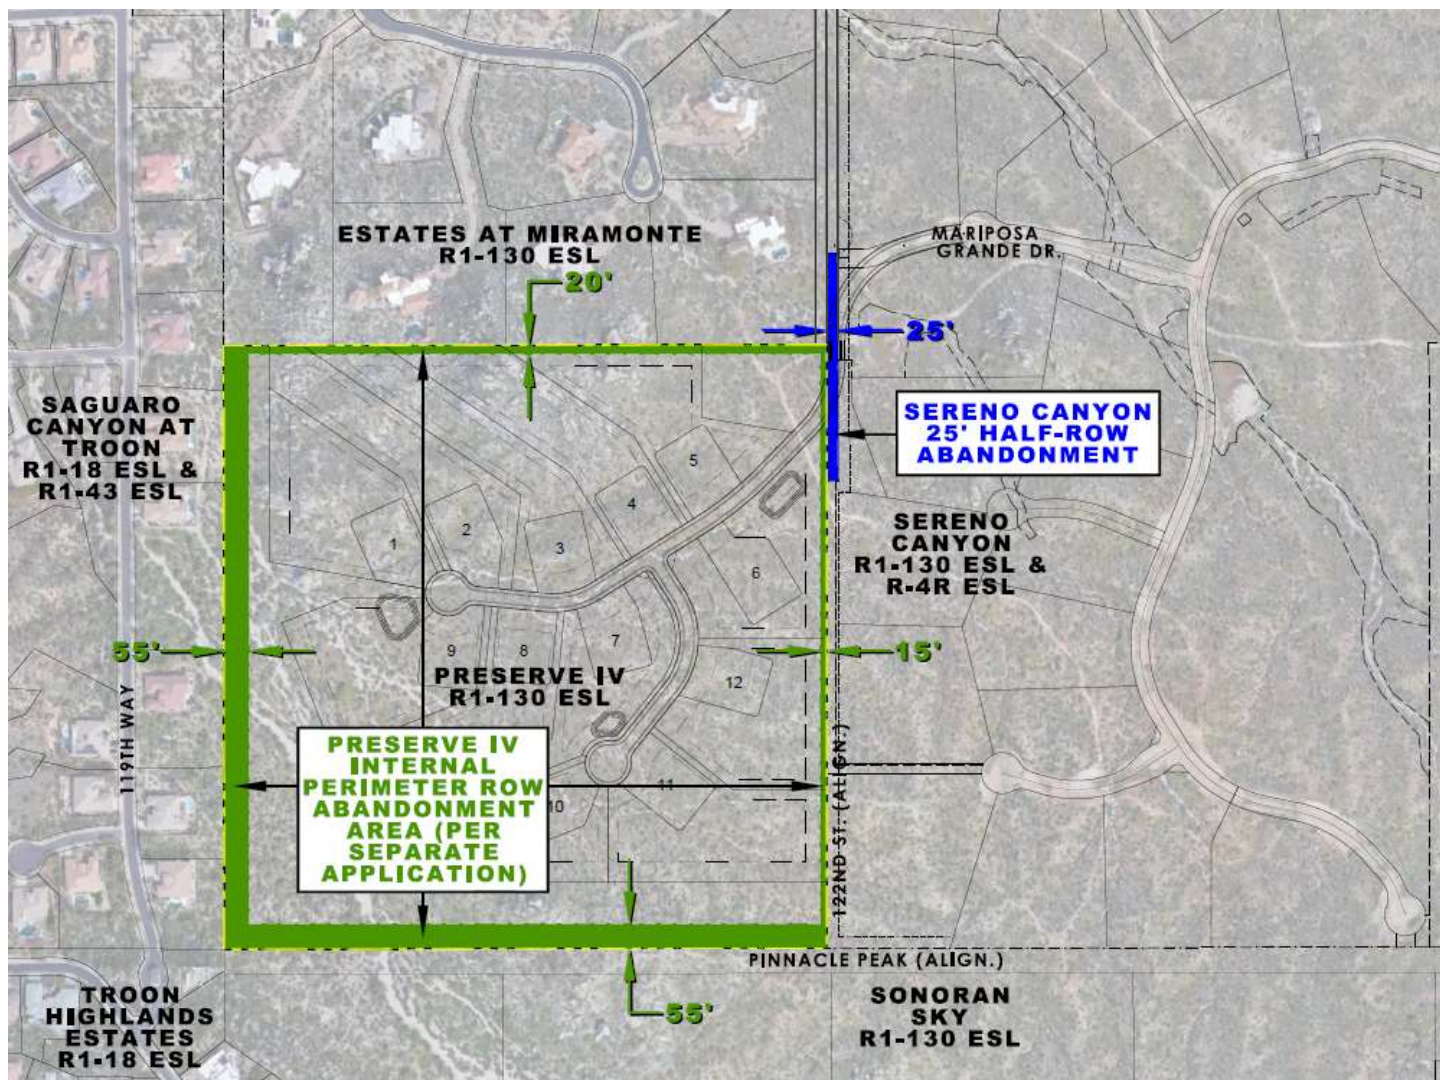 ESTATES AT MIRAMONTE
R1-130 ESL
20'
MARIPOSA
GRANDE DR.
25'
SERENO CANYON
25' HALF-ROW
ABANDONMENT
SAGUARO
CANYON AT
TROON
R1-18 ESL &
R1-43 ESL
5
4
2
1
3
6
SERENO
CANYON
R1-130 ESL &
R-4R ESL
55'
15'
9
8
7
12
PRESERVE IV
R1-130 ESL
119TH WAY
122ND ST. (ALIGN.)
PRESERVE IV
INTERNAL
PERIMETER ROW
ABANDONMENT
AREA (PER
SEPARATE
APPLICATION)
10
11
PINNACLE PEAK (ALIGN.)
55'
TROON
HIGHLANDS
ESTATES
R1-18 ESL
SONORAN
SKY
R1-130 ESL